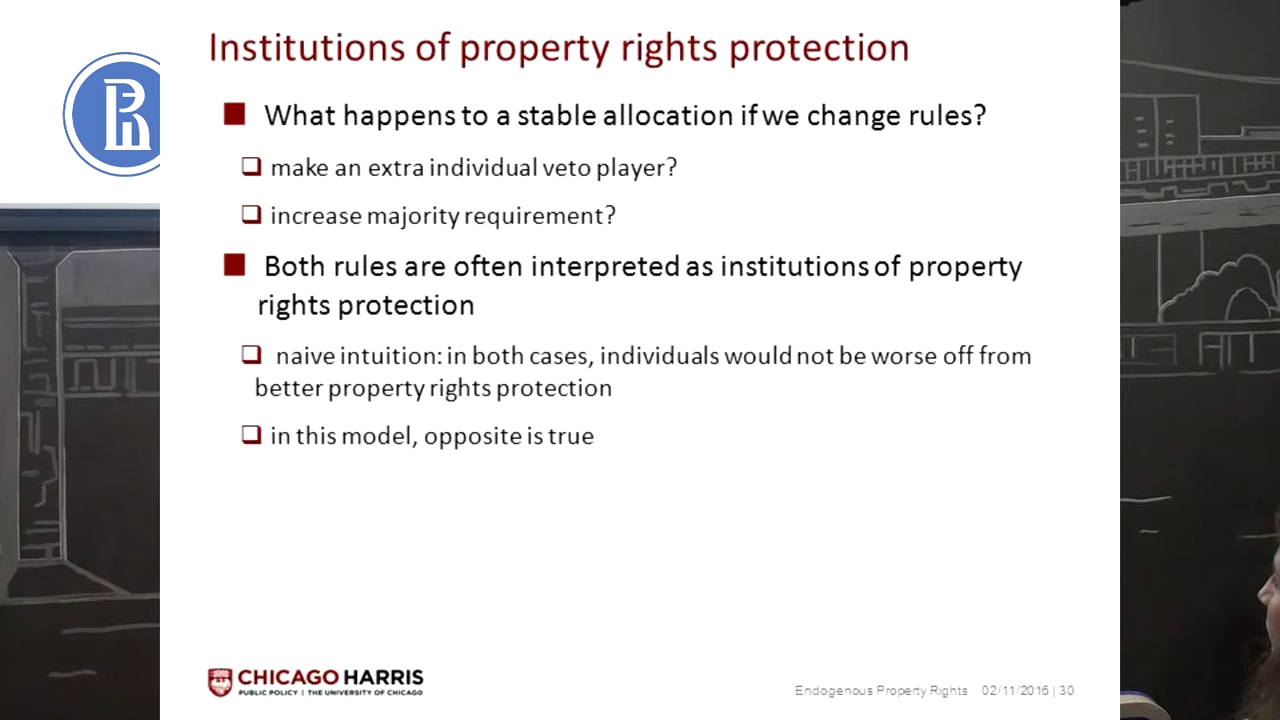 Institutions of property rights protection
What happens to a stable allocation if we change rules?
make an extra individual veto player?
increase majority requirement?
Both rules are often interpreted as institutions of property
rights protection
naive intuition: in both cases, individuals would not be worse off from
better property rights protection
in this model, opposite is true
CHICAGO HARRIS
PUBLIC POLICY | THE UNIVERSITY OF CHICAGO
Endogenous Property Rights 02/11/2016 | 30